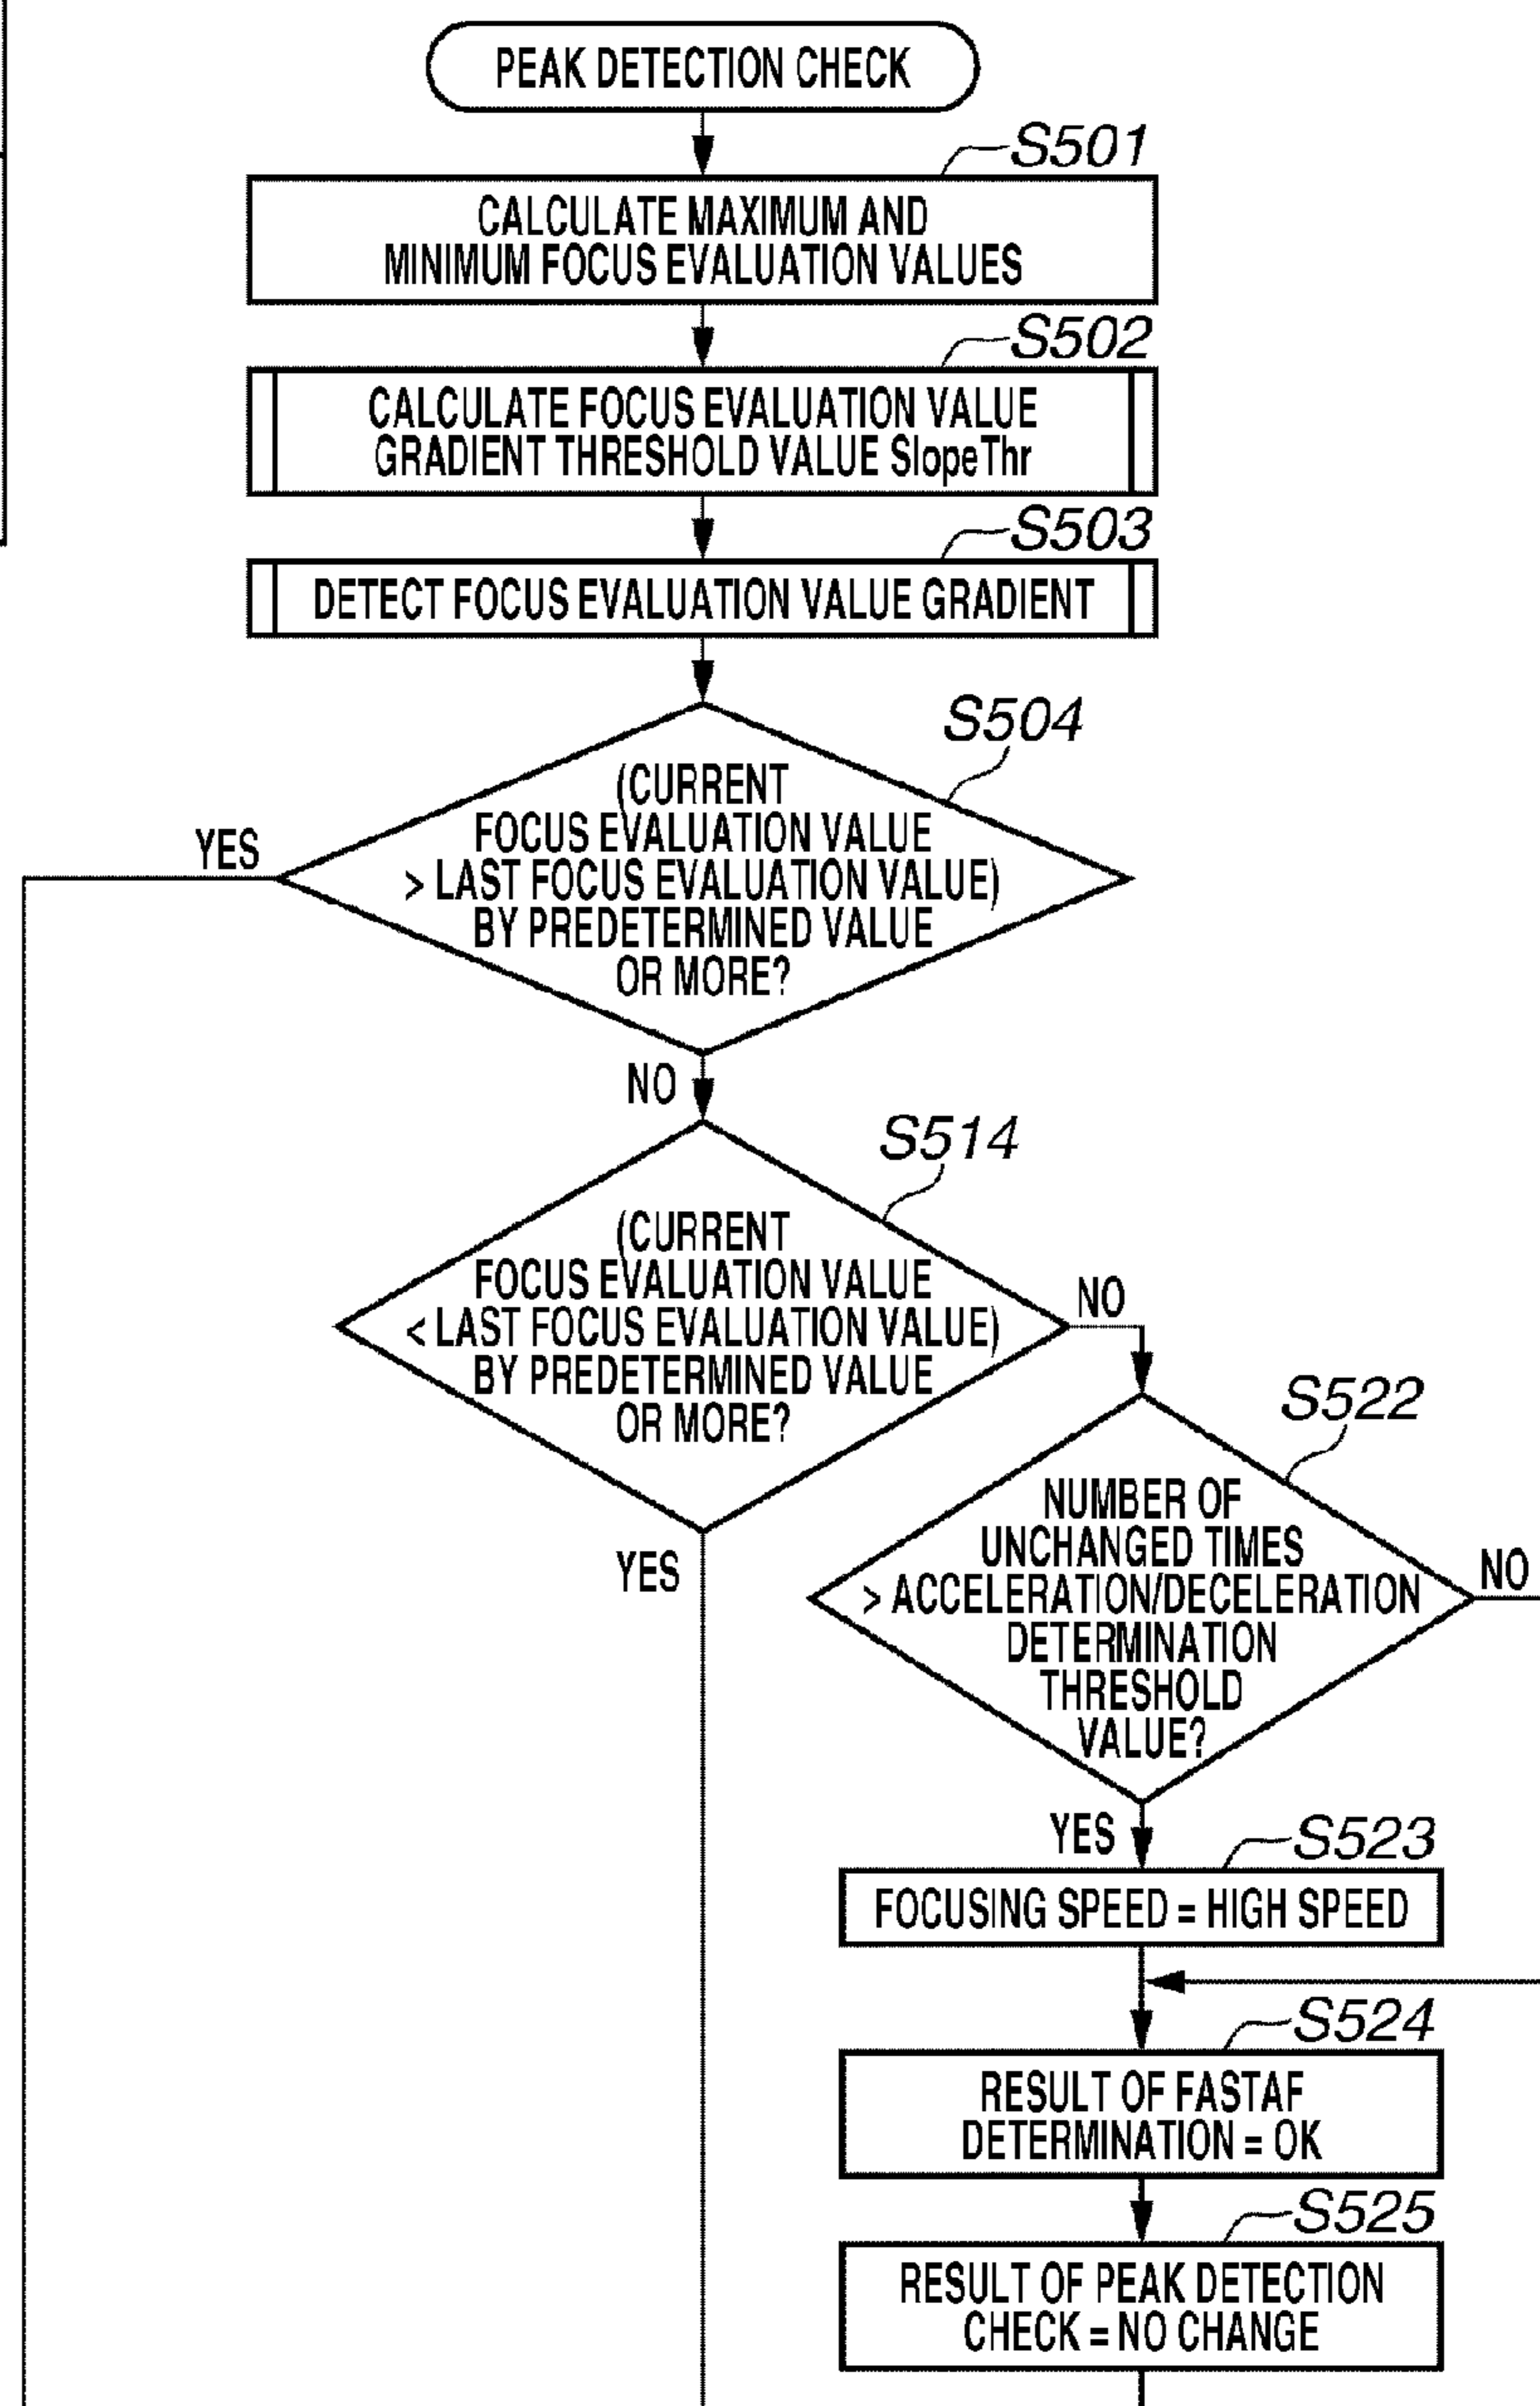 PEAK DETECTION CHECK
S501
CALCULATE MAXIMUM AND
MINIMUM FOCUS EVALUATION VALUES
S502
CALCULATE FOCUS EVALUATION VALUE
GRADIENT THRESHOLD VALUE SlopeThr
S503
DETECT FOCUS EVALUATION VALUE GRADIENT
S504
(CURRENT
FOCUS EVALUATION VALUE
> LAST FOCUS EVALUATION VALUE)
BY PREDETERMINED VALUE
OR MORE?
YES
NO
S514
(CURRENT
FOCUS EVALUATION VALUE
< LAST FOCUS EVALUATION VALUE)
BY PREDETERMINED VALUE
OR MORE?
NO
YES
S522
NUMBER OF
UNCHANGED TIMES
> ACCELERATION/DECELERATION
DETERMINATION
THRESHOLD
VALUE?
NO
YES
S523
FOCUSING SPEED = HIGH SPEED
S524
RESULT OF FASTAF
DETERMINATION = OK
S525
RESULT OF PEAK DETECTION
CHECK = NO CHANGE